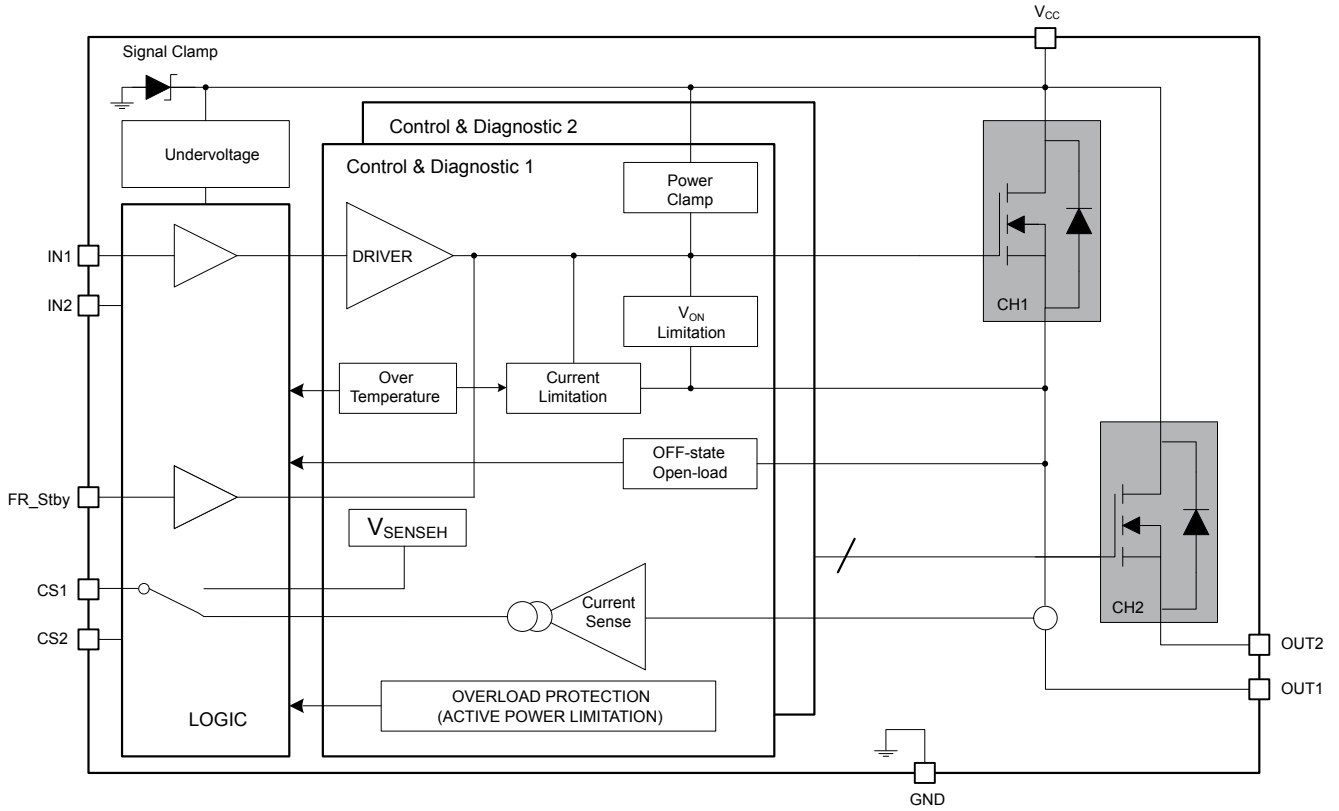 VCC
Signal Clamp
Control & Diagnostic 2
Undervoltage
Control & Diagnostic 1
Power
Clamp
IN1
DRIVER
IN2
CH1
VON
Limitation
Over
Temperature
Current
Limitation
OFF-state
Open-load
FR_Stby
VSENSEH
CS1
Current
Sense
CH2
CS2
OUT2
OUT1
OVERLOAD PROTECTION
(ACTIVE POWER LIMITATION)
LOGIC
GND